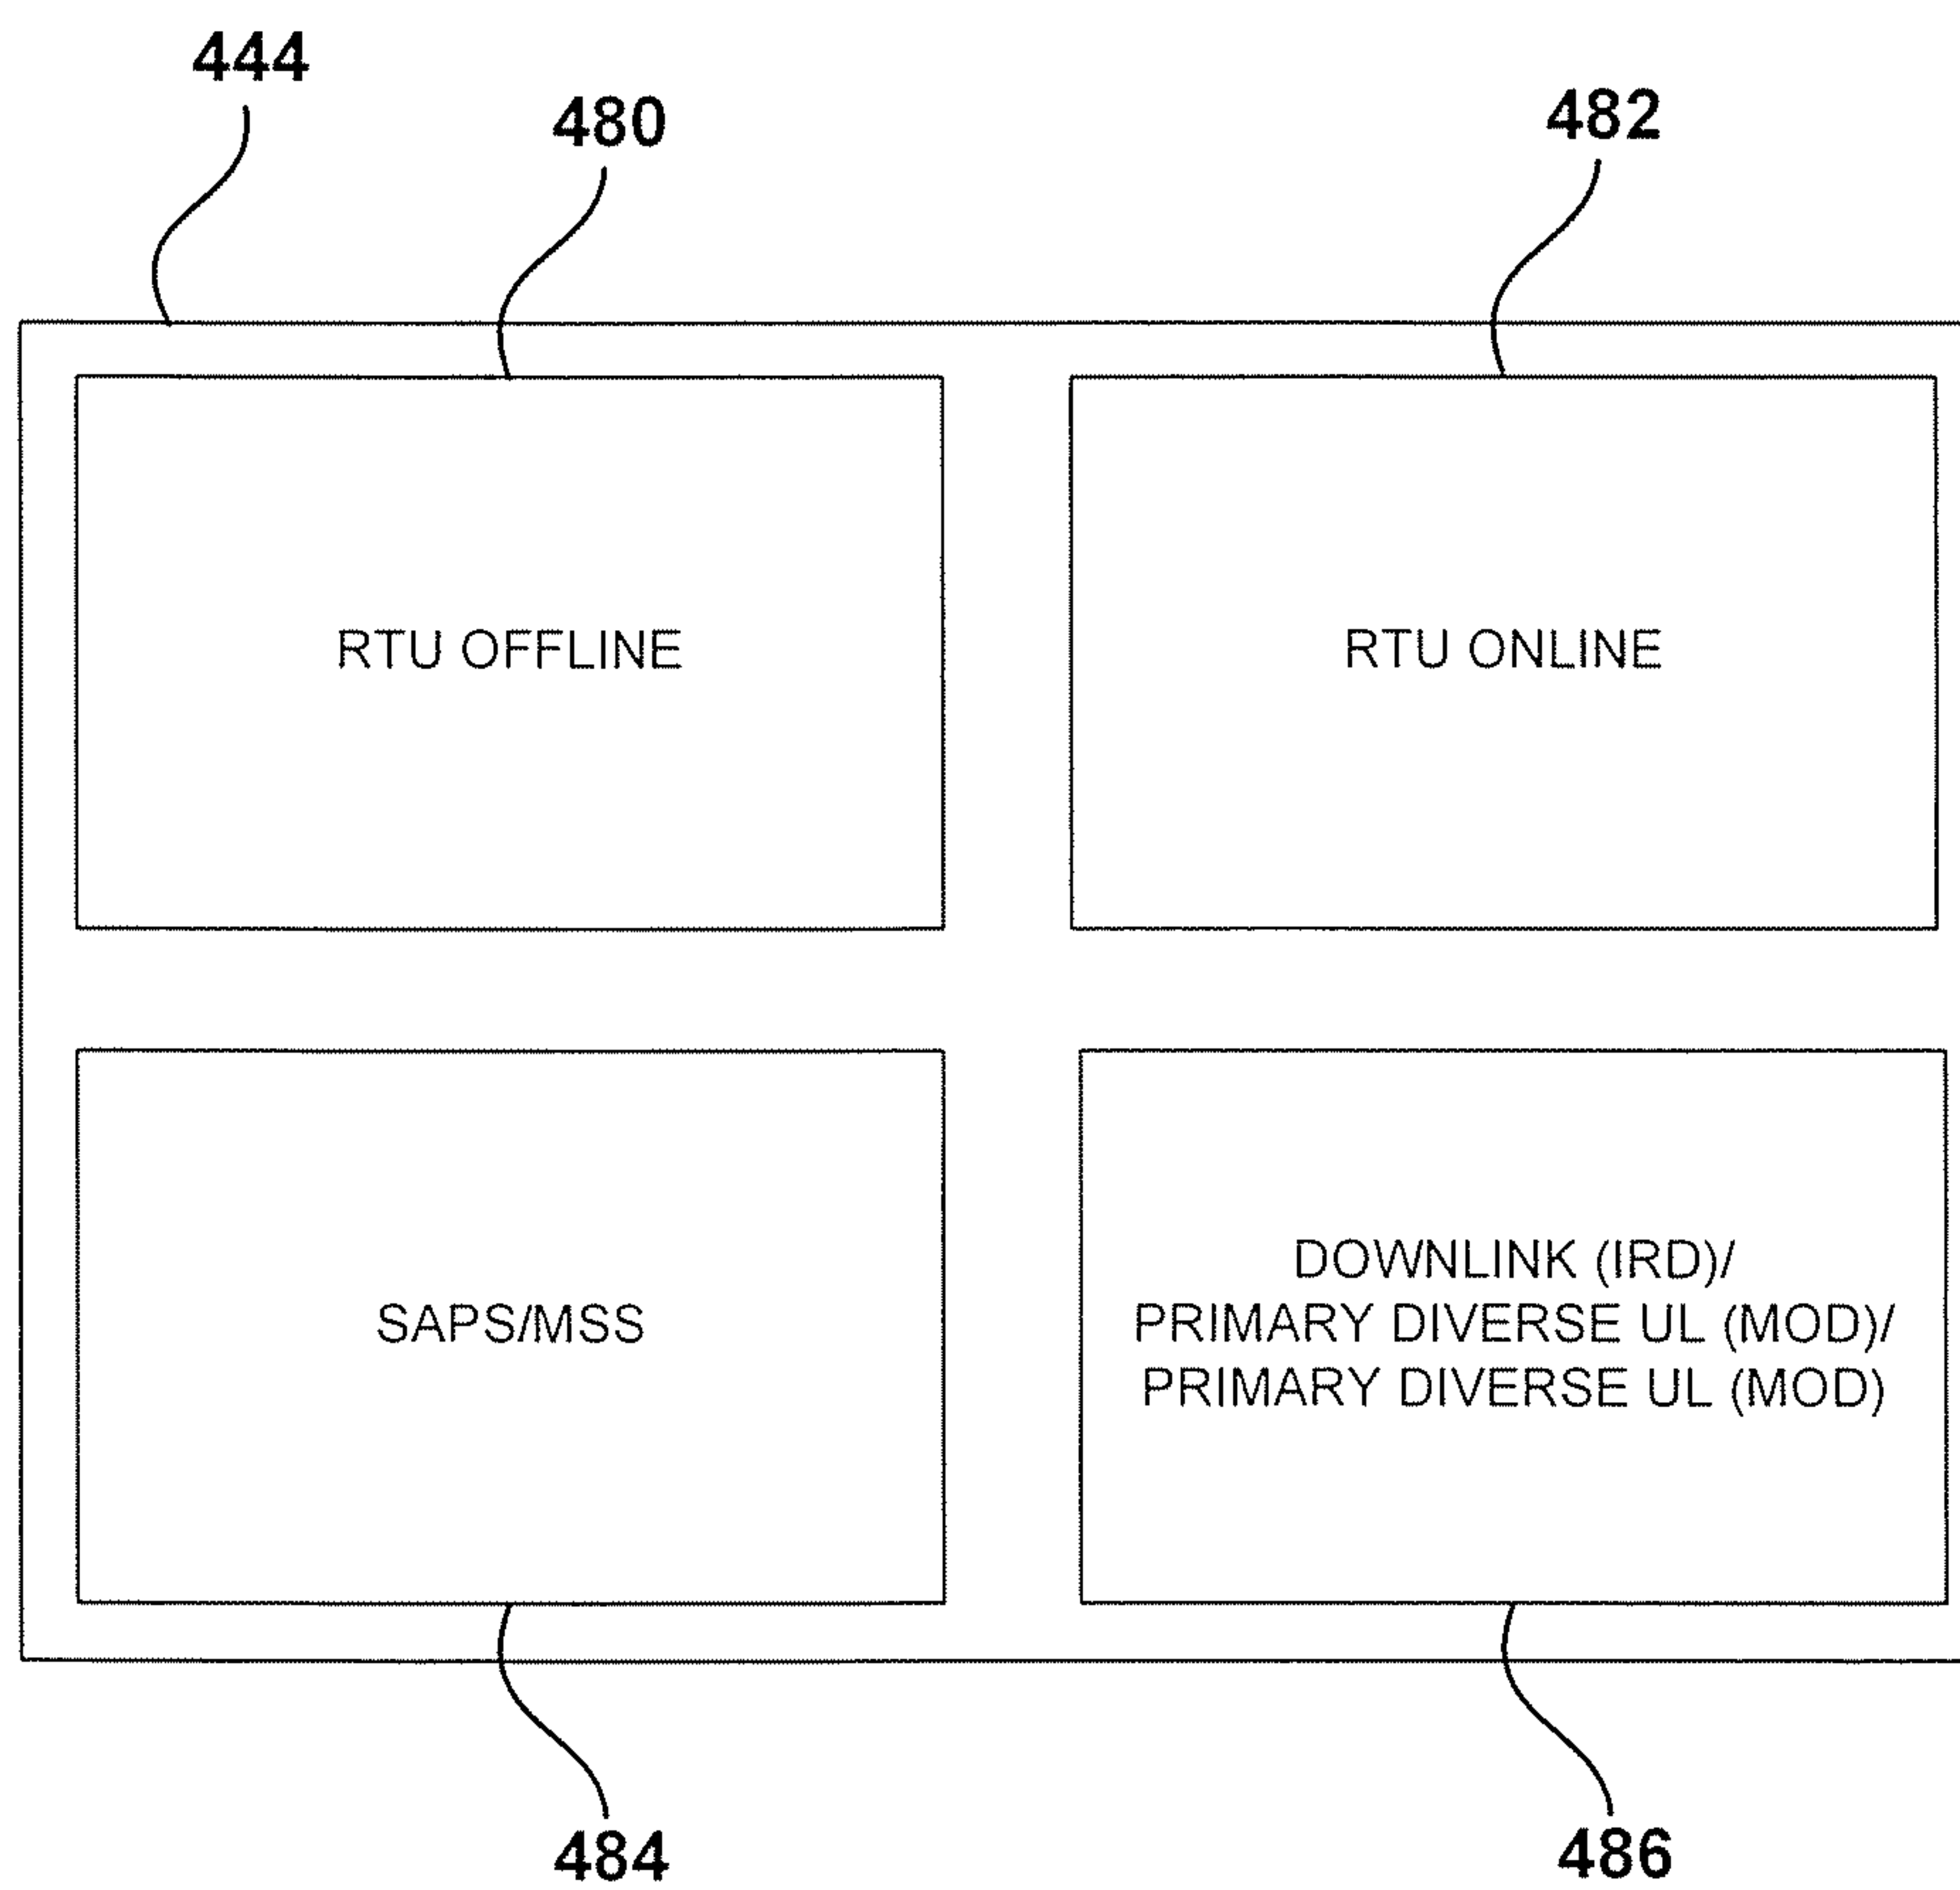 444
480
482
RTU OFFLINE
RTU ONLINE
SAPS/MSS
DOWNLINK (IRD)/
PRIMARY DIVERSE UL (MOD)/
PRIMARY DIVERSE UL (MOD)
484
486